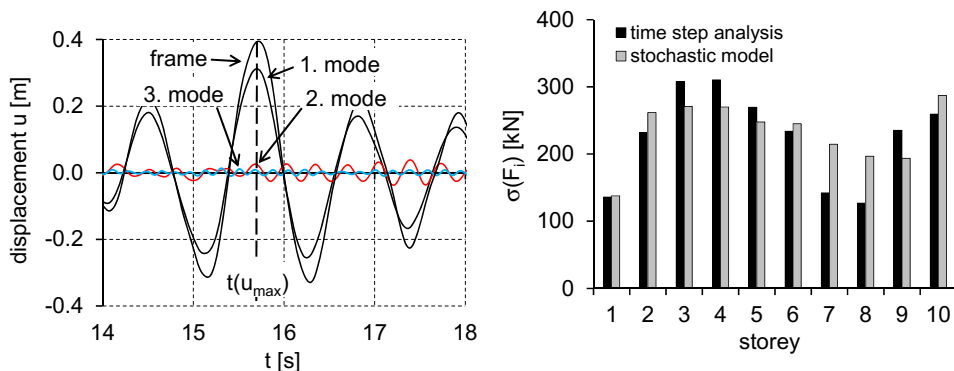 0.4
0.2
0.0
-0.2
-0.4
displacement u [m]
frame
1. mode
3. mode
2. mode
t(umax)
14 15 16 17 18
t [s]
400
300
200
100
0
σ(Fi) [kN]
time step analysis
stochastic model
1 2 3 4 5 6 7 8 9 10
storey